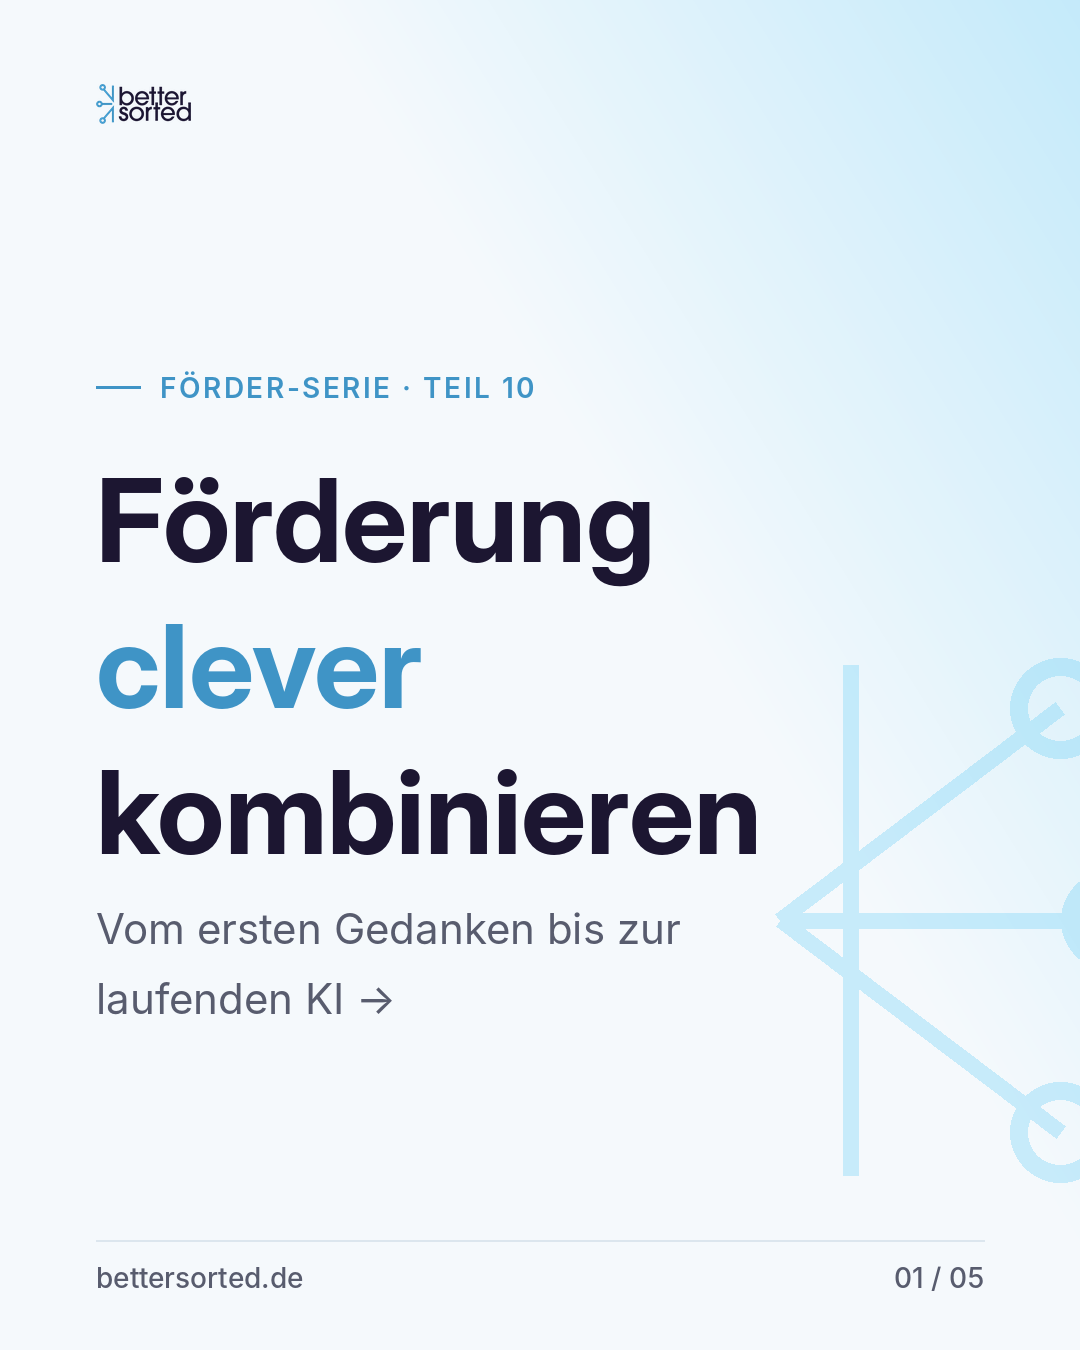 better
sorted
FÖRDER-SERIE · TEIL 10
Förderung
clever
kombinieren
Vom ersten Gedanken bis zur
laufenden KI →
bettersorted.de
01 / 05